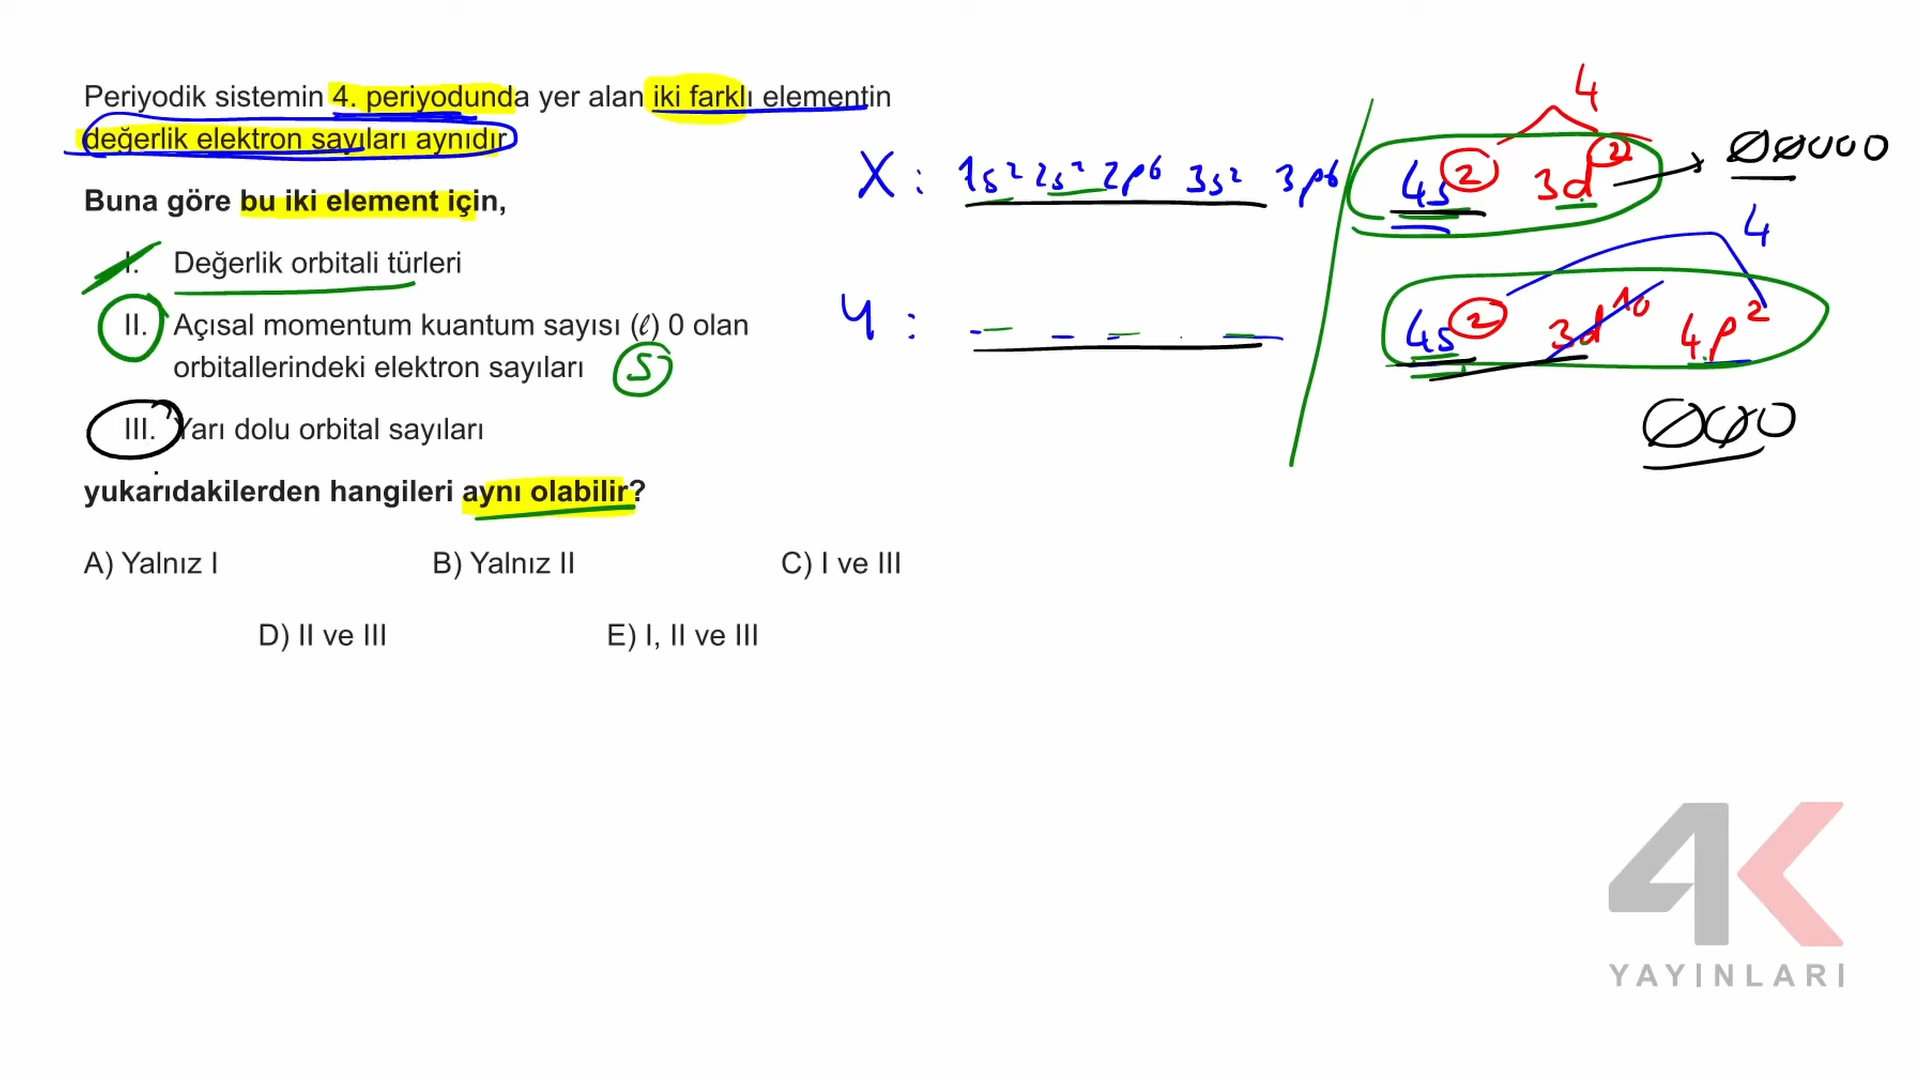 Periyodik sistemin 4. periyodunda yer alan iki farklı elementin
değerlik elektron sayıları aynıdır.
Buna göre bu iki element için,
I. Değerlik orbitali türleri
II. Açısal momentum kuantum sayısı (ℓ) 0 olan
orbitallerindeki elektron sayıları
S
III. Yarı dolu orbital sayıları
yukarıdakilerden hangileri aynı olabilir?
A) Yalnız I
B) Yalnız II
C) I ve III
D) II ve III
E) I, II ve III
4
X: 1s² 2s² 2p⁶ 3s² 3p⁶ 4s² 3d²
4
Y: 4s² 3d¹⁰ 4p²
4K
YAYINLARI